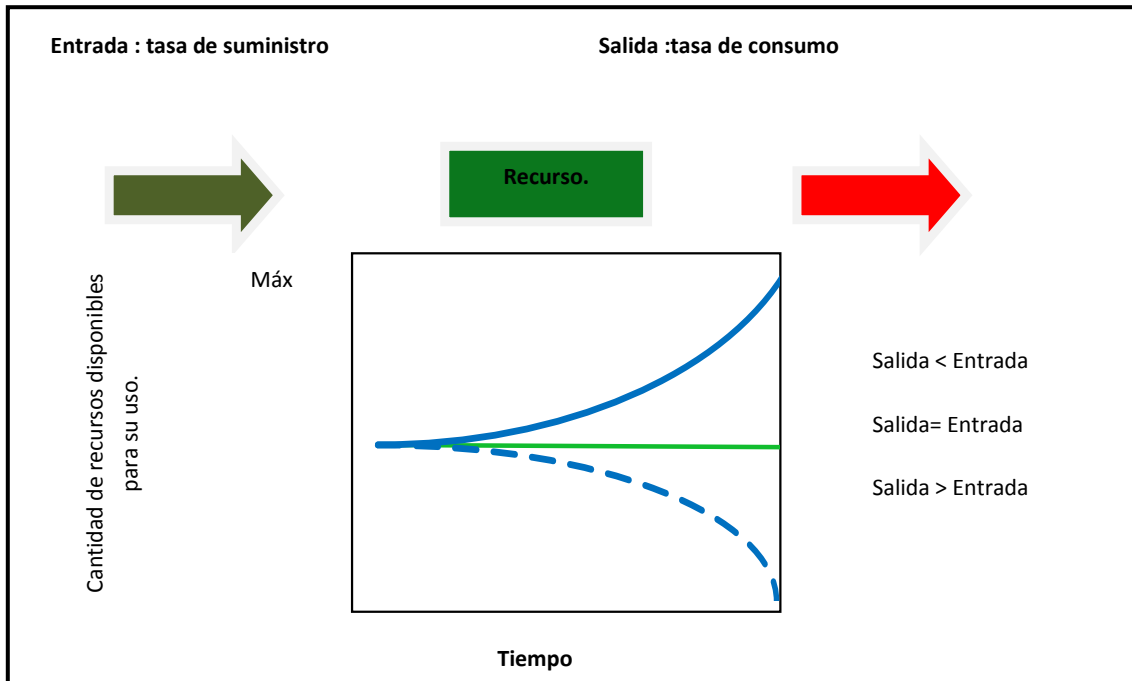 Entrada : tasa de suministro
Salida :tasa de consumo
Recurso.
Máx
Cantidad de recursos disponibles
para su uso.
Salida < Entrada
Salida= Entrada
Salida > Entrada
Tiempo